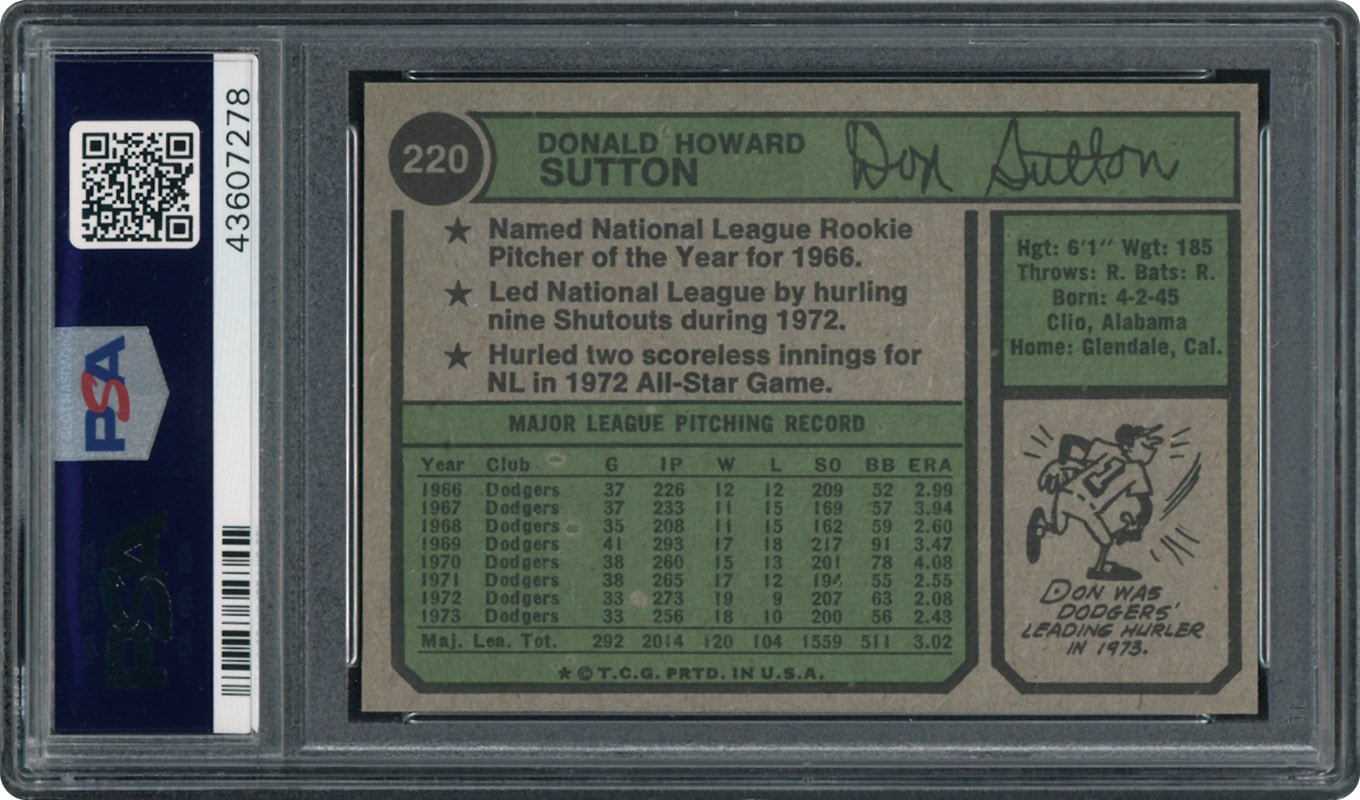 43607278
PSA
PSA
220
DONALD HOWARD
SUTTON
Don Sutton
★ Named National League Rookie
Pitcher of the Year for 1966.
★ Led National League by hurling
nine Shutouts during 1972.
★ Hurled two scoreless innings for
NL in 1972 All-Star Game.
Hgt: 6'1" Wgt: 185
Throws: R. Bats: R.
Born: 4-2-45
Clio, Alabama
Home: Glendale, Cal.
MAJOR LEAGUE PITCHING RECORD
Year Club G IP W L SO BB ERA
1966 Dodgers 37 226 12 12 209 52 2.99
1967 Dodgers 37 233 11 15 169 57 3.94
1968 Dodgers 35 208 11 15 162 59 2.60
1969 Dodgers 41 293 17 18 217 91 3.47
1970 Dodgers 38 260 15 13 201 78 4.08
1971 Dodgers 38 265 17 12 194 55 2.55
1972 Dodgers 33 273 19 9 207 63 2.08
1973 Dodgers 33 256 18 10 200 56 2.43
Maj. Lea. Tot. 292 2014 120 104 1559 511 3.02
★ © T.C.G. PRTD. IN U.S.A.
DON WAS
DODGERS'
LEADING HURLER
IN 1973.